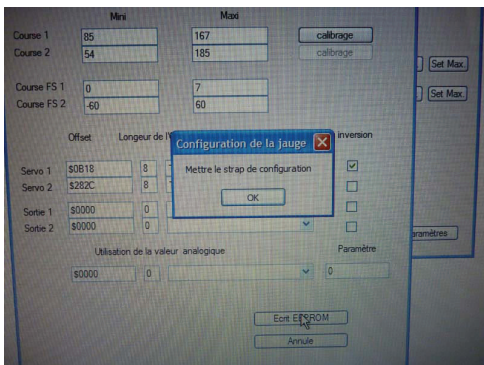 Mini Maxi
Course 1 85 167 calibrage
Course 2 54 185 calibrage
Set Max.
Course FS 1 0 7
Set Max.
Course FS 2 -60 60
Offset Longeur de l' inversion
Configuration de la jauge
Mettre le strap de configuration
Servo 1 $0B18 8
Servo 2 $282C 8
OK
Sortie 1 $0000 0
Sortie 2 $0000 0
aramètres
Utilisation de la valeur analogique Paramètre
$0000 0 0
Ecrit EEPROM
Annule